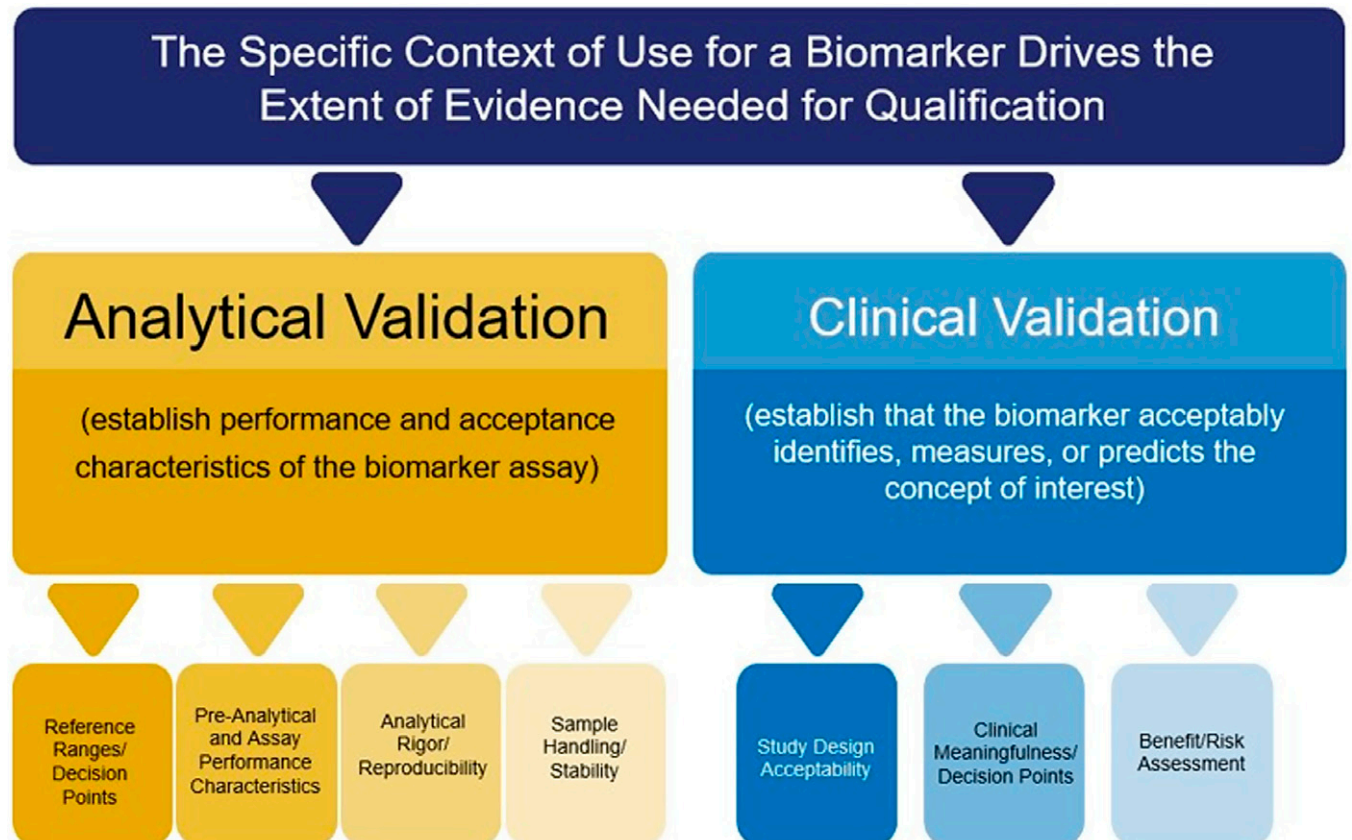 The Specific Context of Use for a Biomarker Drives the
Extent of Evidence Needed for Qualification
Analytical Validation
(establish performance and acceptance
characteristics of the biomarker assay)
Clinical Validation
(establish that the biomarker acceptably
identifies, measures, or predicts the
concept of interest)
Reference
Ranges/
Decision
Points
Pre-Analytical
and Assay
Performance
Characteristics
Analytical
Rigor/
Reproducibility
Sample
Handling/
Stability
Study Design
Acceptability
Clinical
Meaningfulness/
Decision Points
Benefit/Risk
Assessment